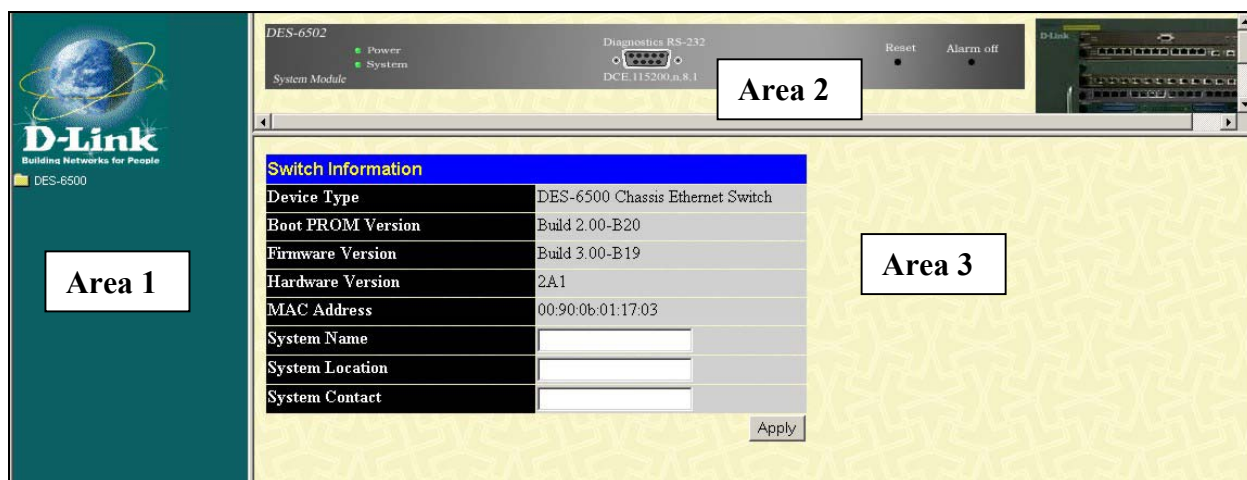 D-Link
Building Networks for People
DES-6500
Area 1
DES-6502
Power
System
System Module
Diagnostics RS-232
DCE,115200,n,8,1
Reset
Alarm off
D-Link
Area 2
Switch Information
Device Type DES-6500 Chassis Ethernet Switch
Boot PROM Version Build 2.00-B20
Firmware Version Build 3.00-B19
Hardware Version 2A1
MAC Address 00:90:0b:01:17:03
System Name
System Location
System Contact
Apply
Area 3